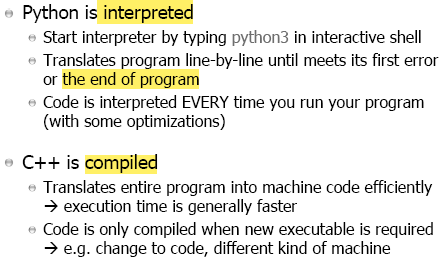 Python is interpreted
Start interpreter by typing python3 in interactive shell
Translates program line-by-line until meets its first error
or the end of program
Code is interpreted EVERY time you run your program
(with some optimizations)
C++ is compiled
Translates entire program into machine code efficiently
→ execution time is generally faster
Code is only compiled when new executable is required
→ e.g. change to code, different kind of machine